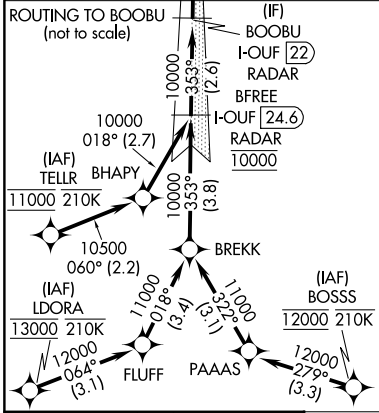 ROUTING TO BOOBU
(not to scale)
(IF)
BOOBU
I-OUF 22
RADAR
BFREE
I-OUF 24.6
RADAR
10000
10000
353°
(2.6)
10000
018° (2.7)
(IAF)
TELLR
11000 210K
BHAPY
10500
060° (2.2)
10000
353°
(3.8)
BREKK
(IAF)
LDORA
13000 210K
12000
064°
(3.1)
FLUFF
11000
018°
(3.4)
11000
322°
(3.1)
PAAAS
(IAF)
BOSSS
12000 210K
12000
279°
(3.3)